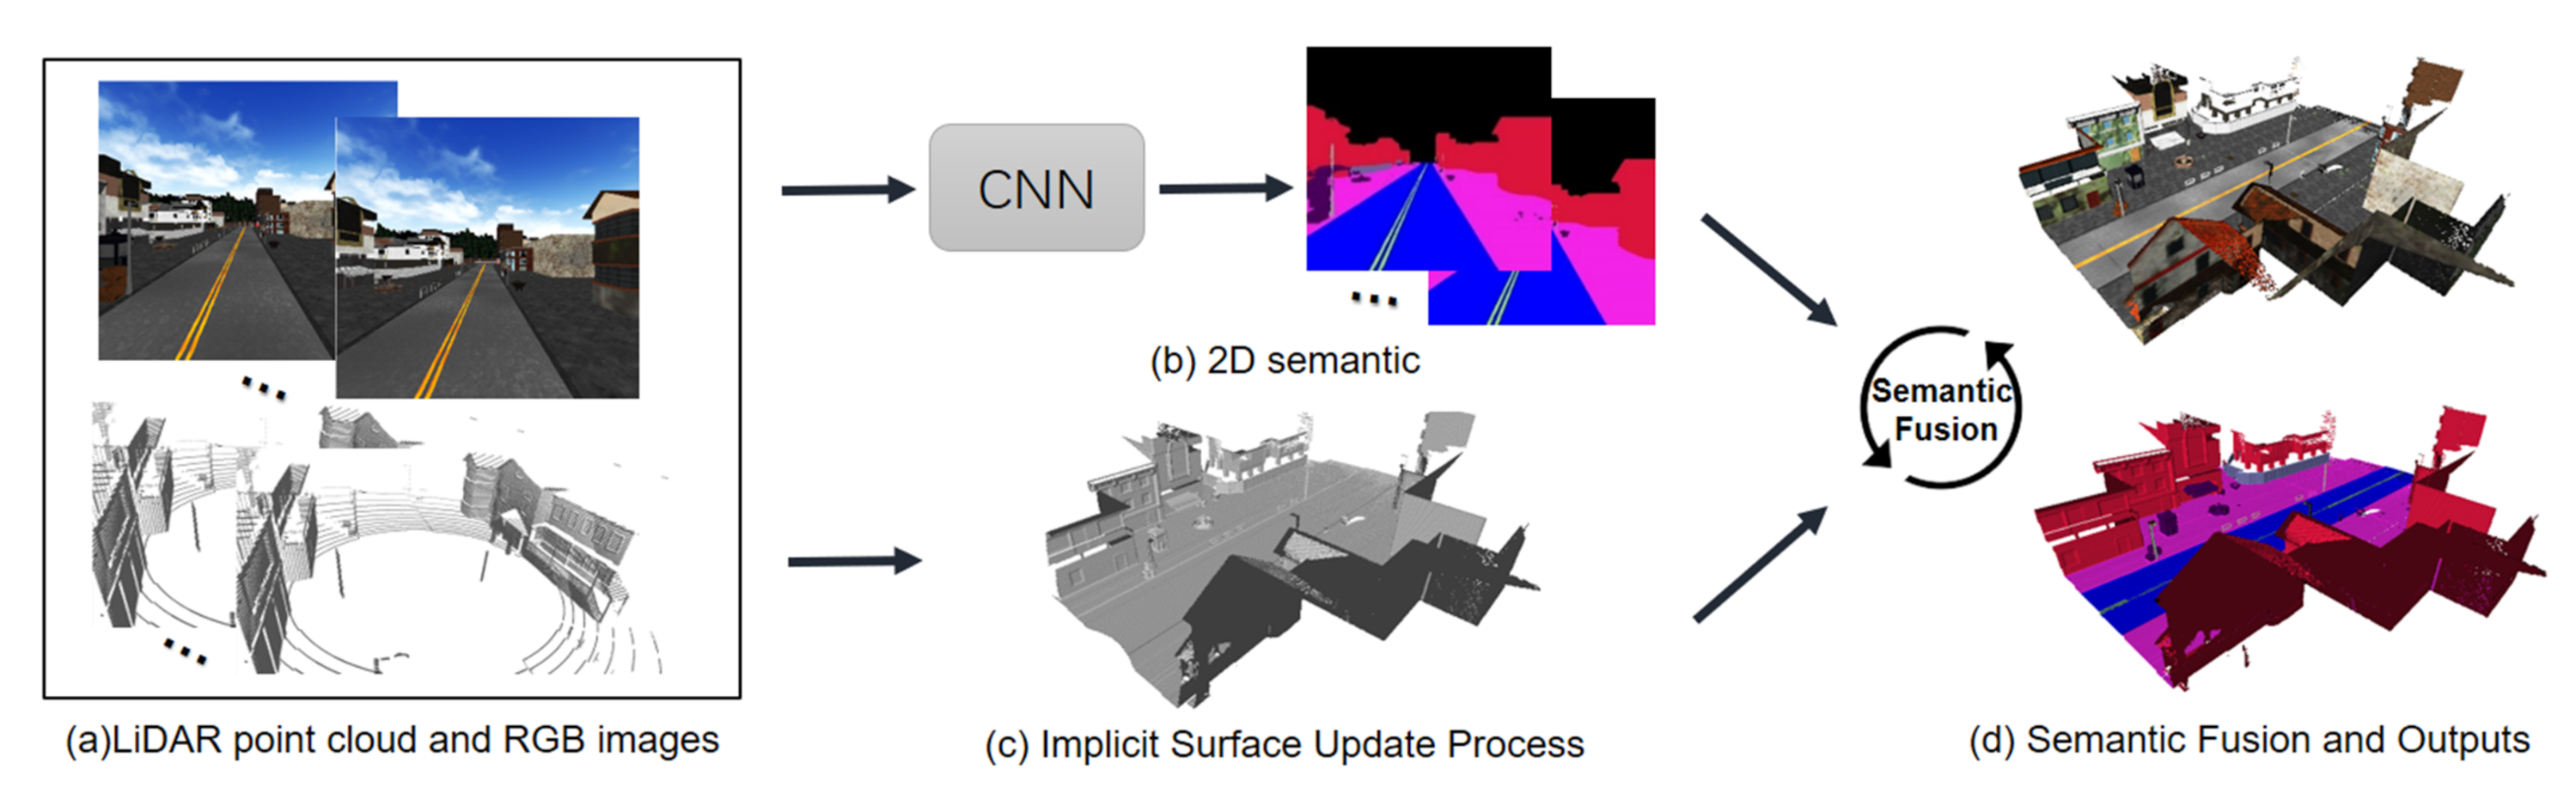 CNN
(b) 2D semantic
Semantic
Fusion
(a)LiDAR point cloud and RGB images
(c) Implicit Surface Update Process
(d) Semantic Fusion and Outputs